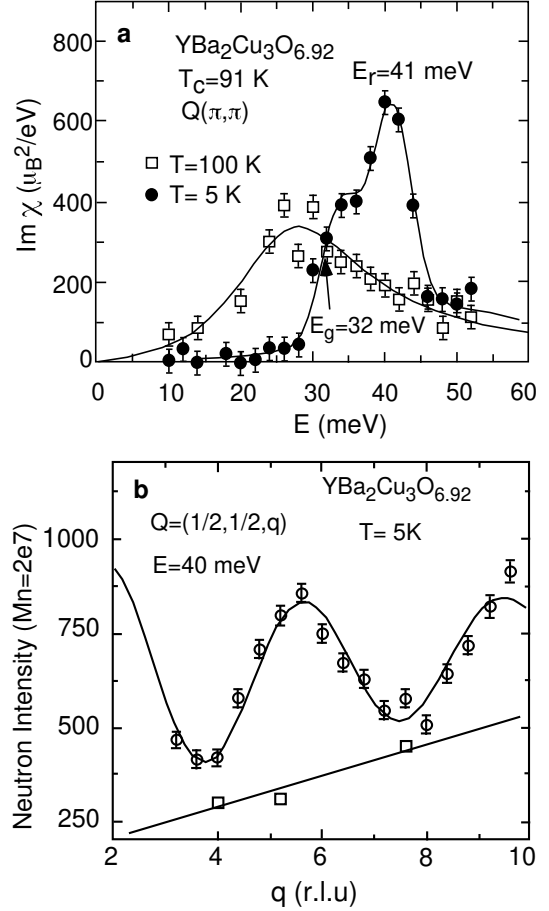 a
YBa2Cu3O6.92
Tc=91 K
Q(π,π)
Er=41 meV
T=100 K
T= 5 K
Eg=32 meV
Im χ (μB²/eV)
800
600
400
200
0
0 10 20 30 40 50 60
E (meV)
b
YBa2Cu3O6.92
Q=(1/2,1/2,q)
T= 5K
E=40 meV
Neutron Intensity (Mn=2e7)
1000
750
500
250
2 4 6 8 10
q (r.l.u)